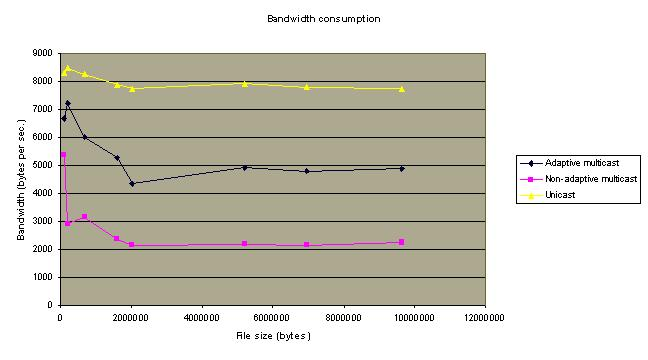 Bandwidth consumption
9000
8000
7000
6000
5000
4000
3000
2000
1000
0
Bandwidth (bytes per sec.)
0
2000000
4000000
6000000
8000000
10000000
12000000
File size (bytes )
Adaptive multicast
Non-adaptive multicast
Unicast